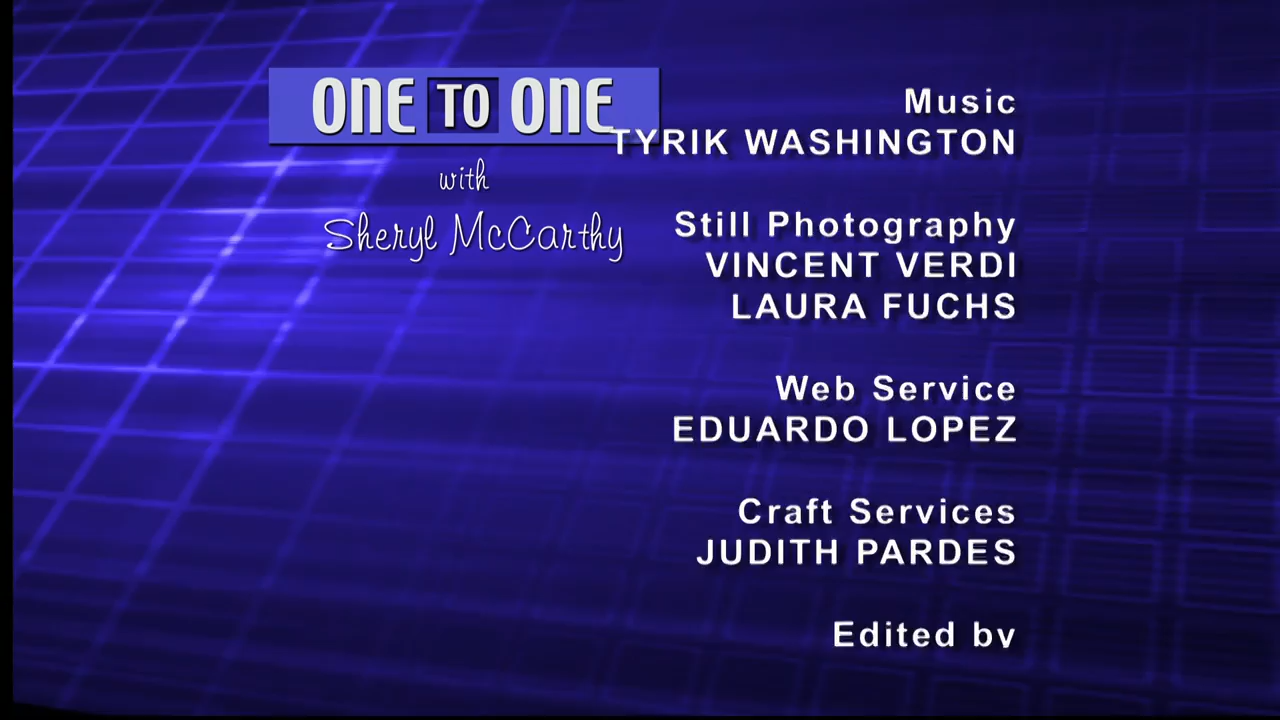 ONE TO ONE
with
Sheryl McCarthy
Music
TYRIK WASHINGTON
Still Photography
VINCENT VERDI
LAURA FUCHS
Web Service
EDUARDO LOPEZ
Craft Services
JUDITH PARDES
Edited by